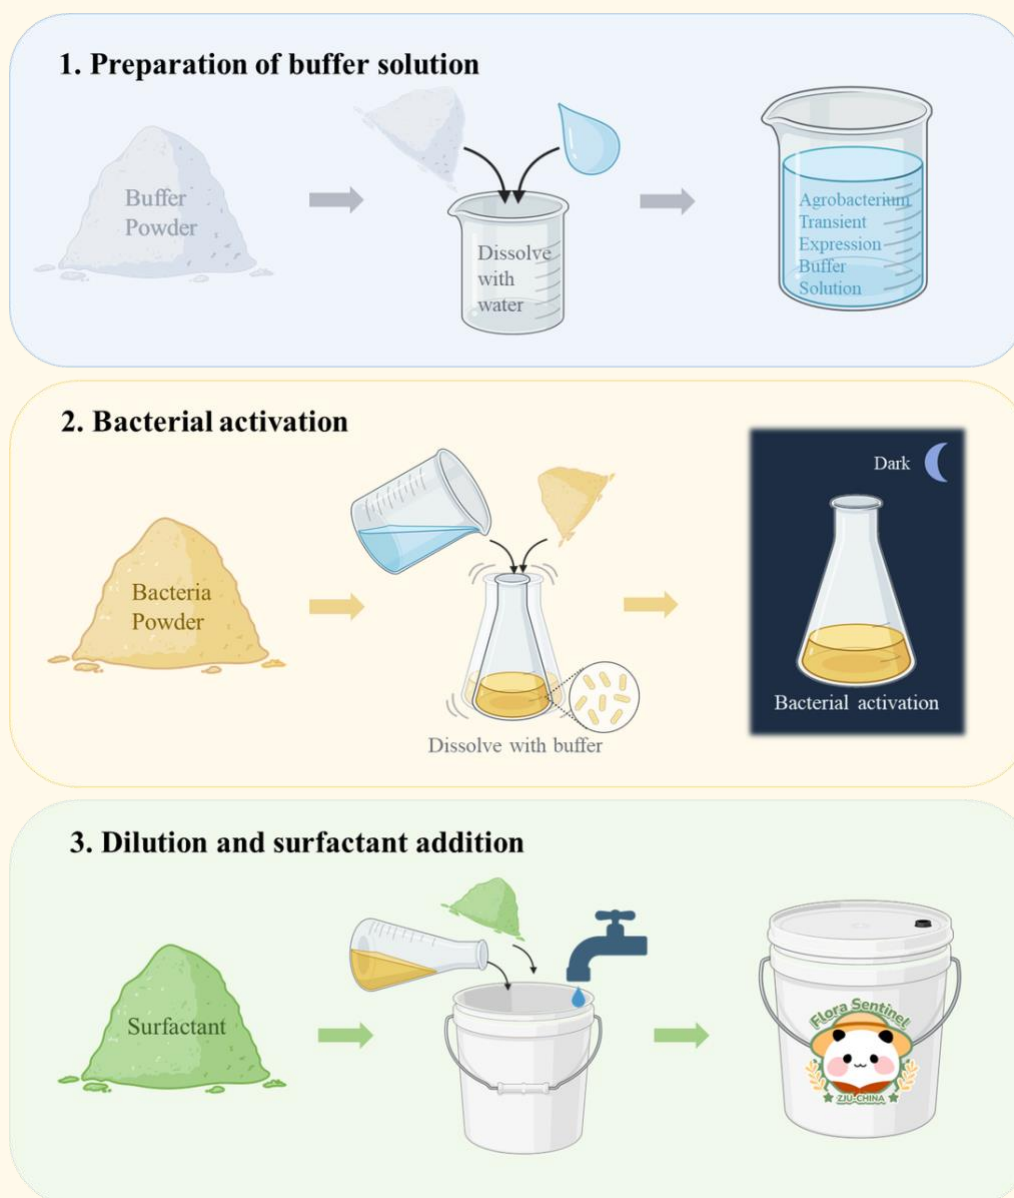 1. Preparation of buffer solution
Buffer
Powder
Dissolve
with
water
Agrobacterium
Transient
Expression
Buffer
Solution
2. Bacterial activation
Bacteria
Powder
Dissolve with buffer
Dark
Bacterial activation
3. Dilution and surfactant addition
Surfactant
Flora Sentinel
ZJU-CHINA